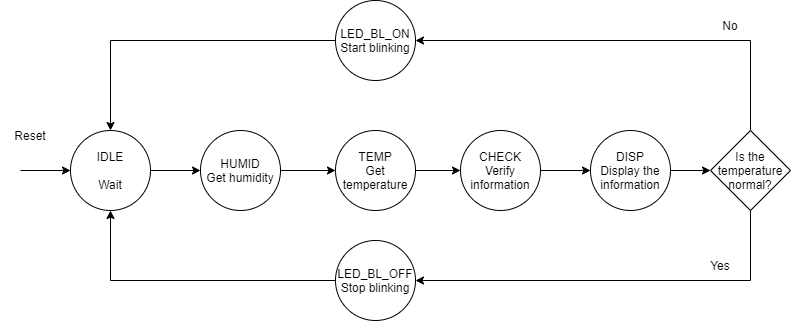 LED_BL_ON
Start blinking
No
Reset
IDLE
Wait
HUMID
Get humidity
TEMP
Get
temperature
CHECK
Verify
information
DISP
Display the
information
Is the
temperature
normal?
LED_BL_OFF
Stop blinking
Yes